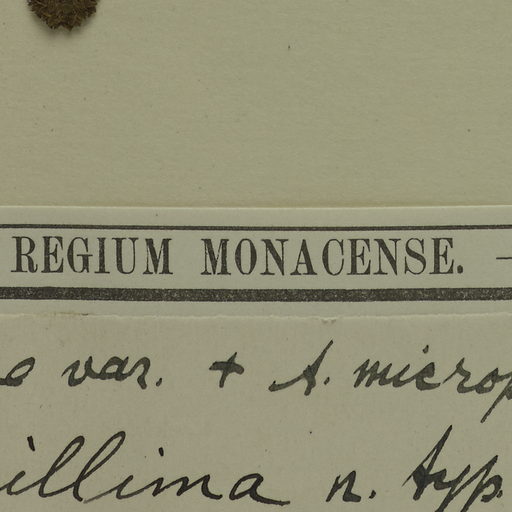 REGIUM MONACENSE. —
var. + A. microp
illima n. typ.